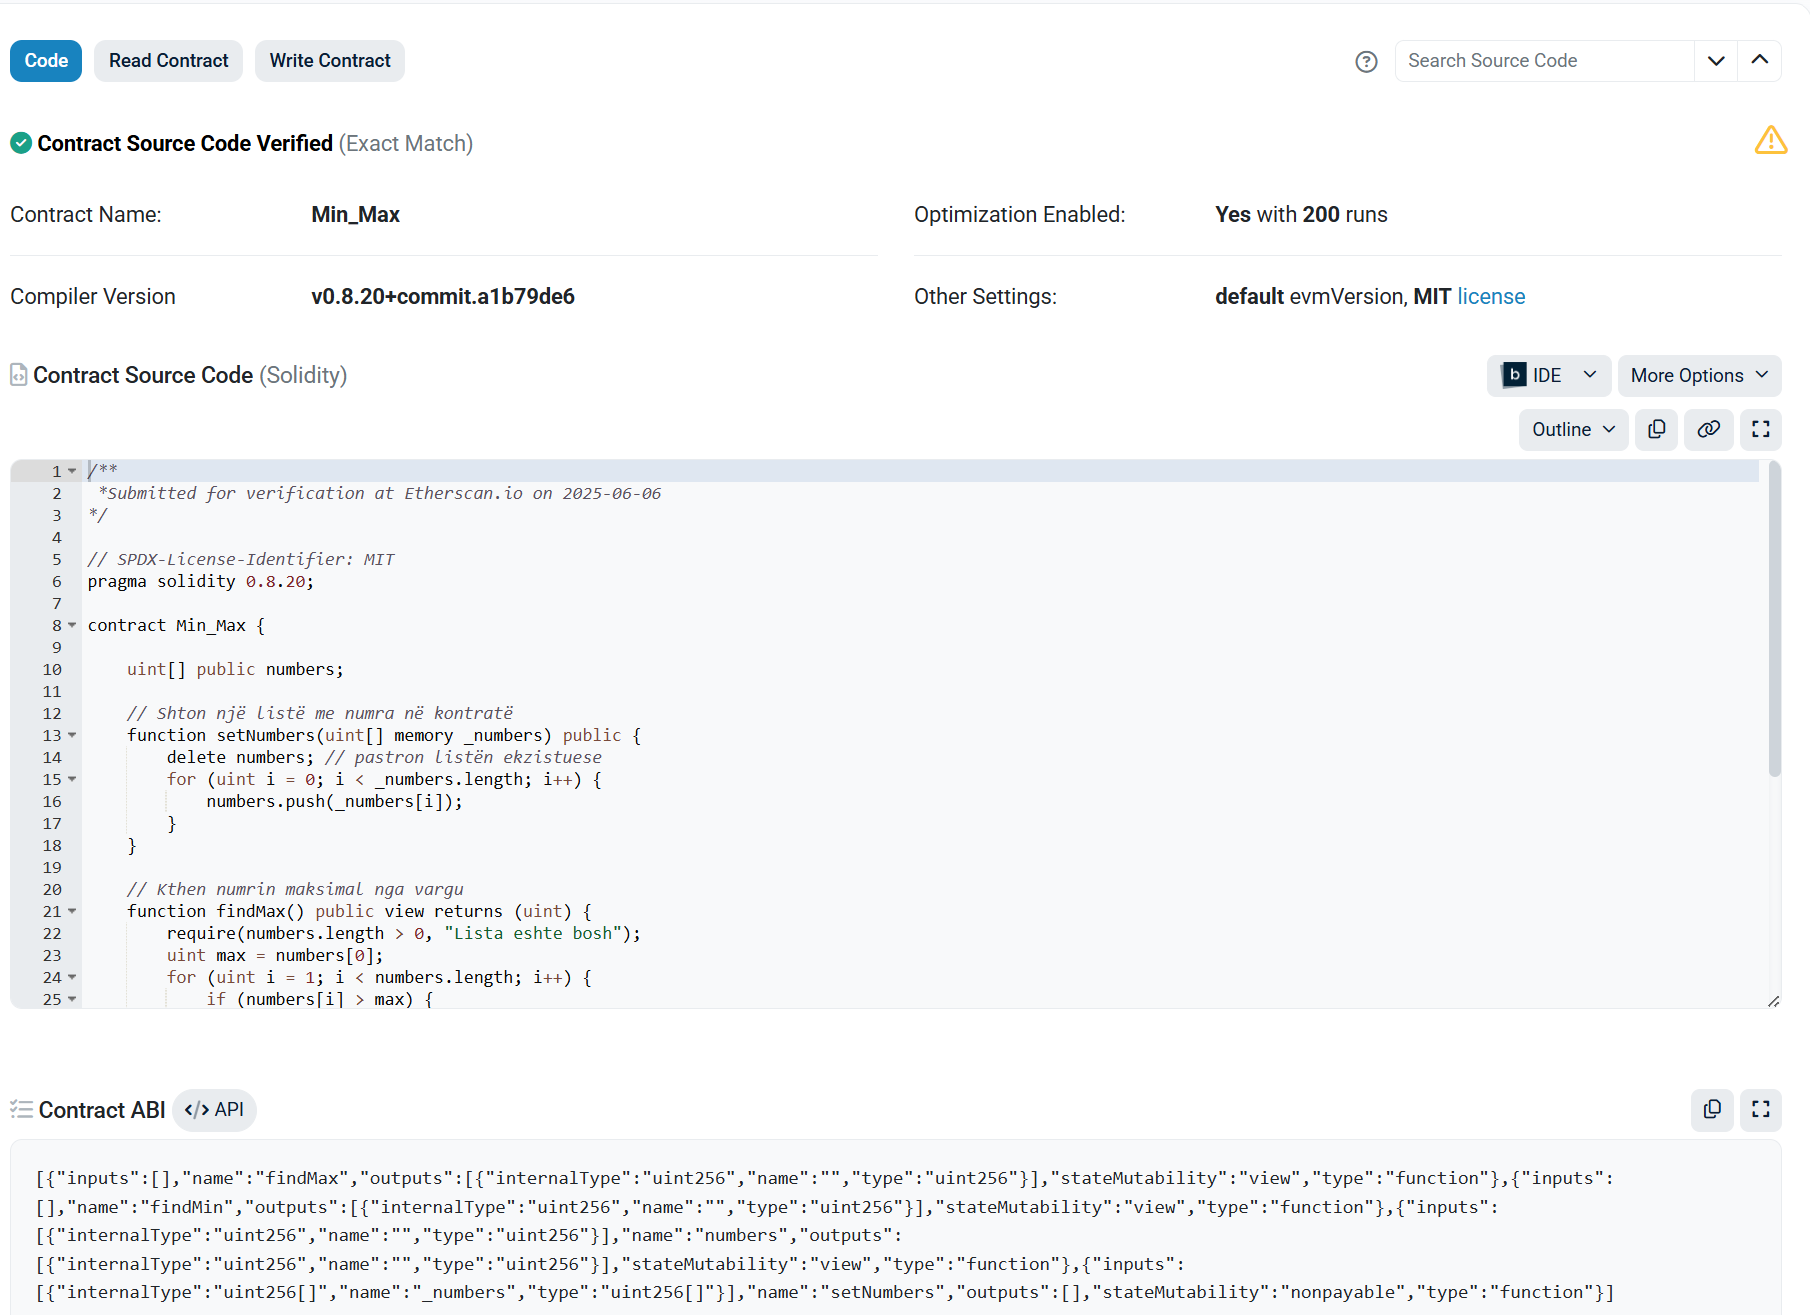 Code Read Contract Write Contract Search Source Code
Contract Source Code Verified (Exact Match)
Contract Name: Min_Max Optimization Enabled: Yes with 200 runs
Compiler Version v0.8.20+commit.a1b79de6 Other Settings: default evmVersion, MIT license
Contract Source Code (Solidity) b IDE More Options
Outline
1 /**
2  *Submitted for verification at Etherscan.io on 2025-06-06
3 */
4
5 // SPDX-License-Identifier: MIT
6 pragma solidity 0.8.20;
7
8 contract Min_Max {
9
10     uint[] public numbers;
11
12     // Shton një listë me numra në kontratë
13     function setNumbers(uint[] memory _numbers) public {
14         delete numbers; // pastron listën ekzistuese
15         for (uint i = 0; i < _numbers.length; i++) {
16             numbers.push(_numbers[i]);
17         }
18     }
19
20     // Kthen numrin maksimal nga vargu
21     function findMax() public view returns (uint) {
22         require(numbers.length > 0, "Lista eshte bosh");
23         uint max = numbers[0];
24         for (uint i = 1; i < numbers.length; i++) {
25             if (numbers[i] > max) {
Contract ABI </> API
[{"inputs":[],"name":"findMax","outputs":[{"internalType":"uint256","name":"","type":"uint256"}],"stateMutability":"view","type":"function"},{"inputs":
[],"name":"findMin","outputs":[{"internalType":"uint256","name":"","type":"uint256"}],"stateMutability":"view","type":"function"},{"inputs":
[{"internalType":"uint256","name":"","type":"uint256"}],"name":"numbers","outputs":
[{"internalType":"uint256","name":"","type":"uint256"}],"stateMutability":"view","type":"function"},{"inputs":
[{"internalType":"uint256[]","name":"_numbers","type":"uint256[]"}],"name":"setNumbers","outputs":[],"stateMutability":"nonpayable","type":"function"}]